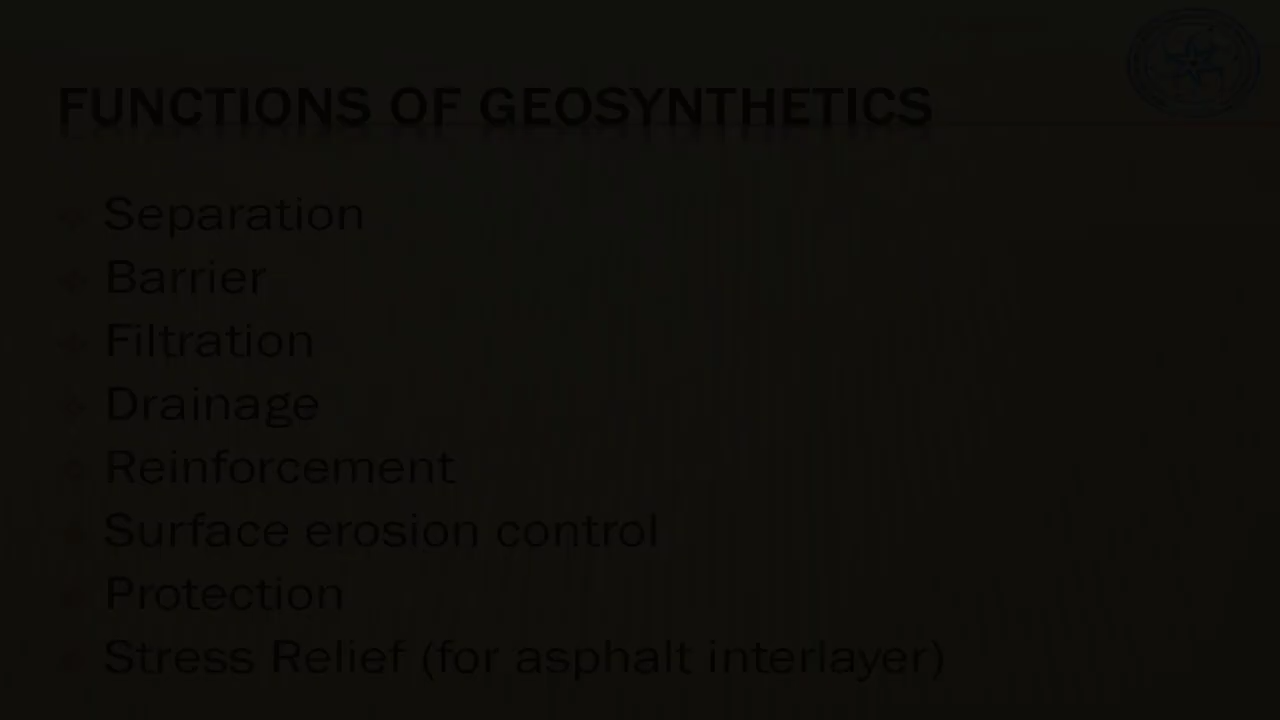 FUNCTIONS OF GEOSYNTHETICS
Separation
Barrier
Filtration
Drainage
Reinforcement
Surface erosion control
Protection
Stress Relief (for asphalt interlayer)